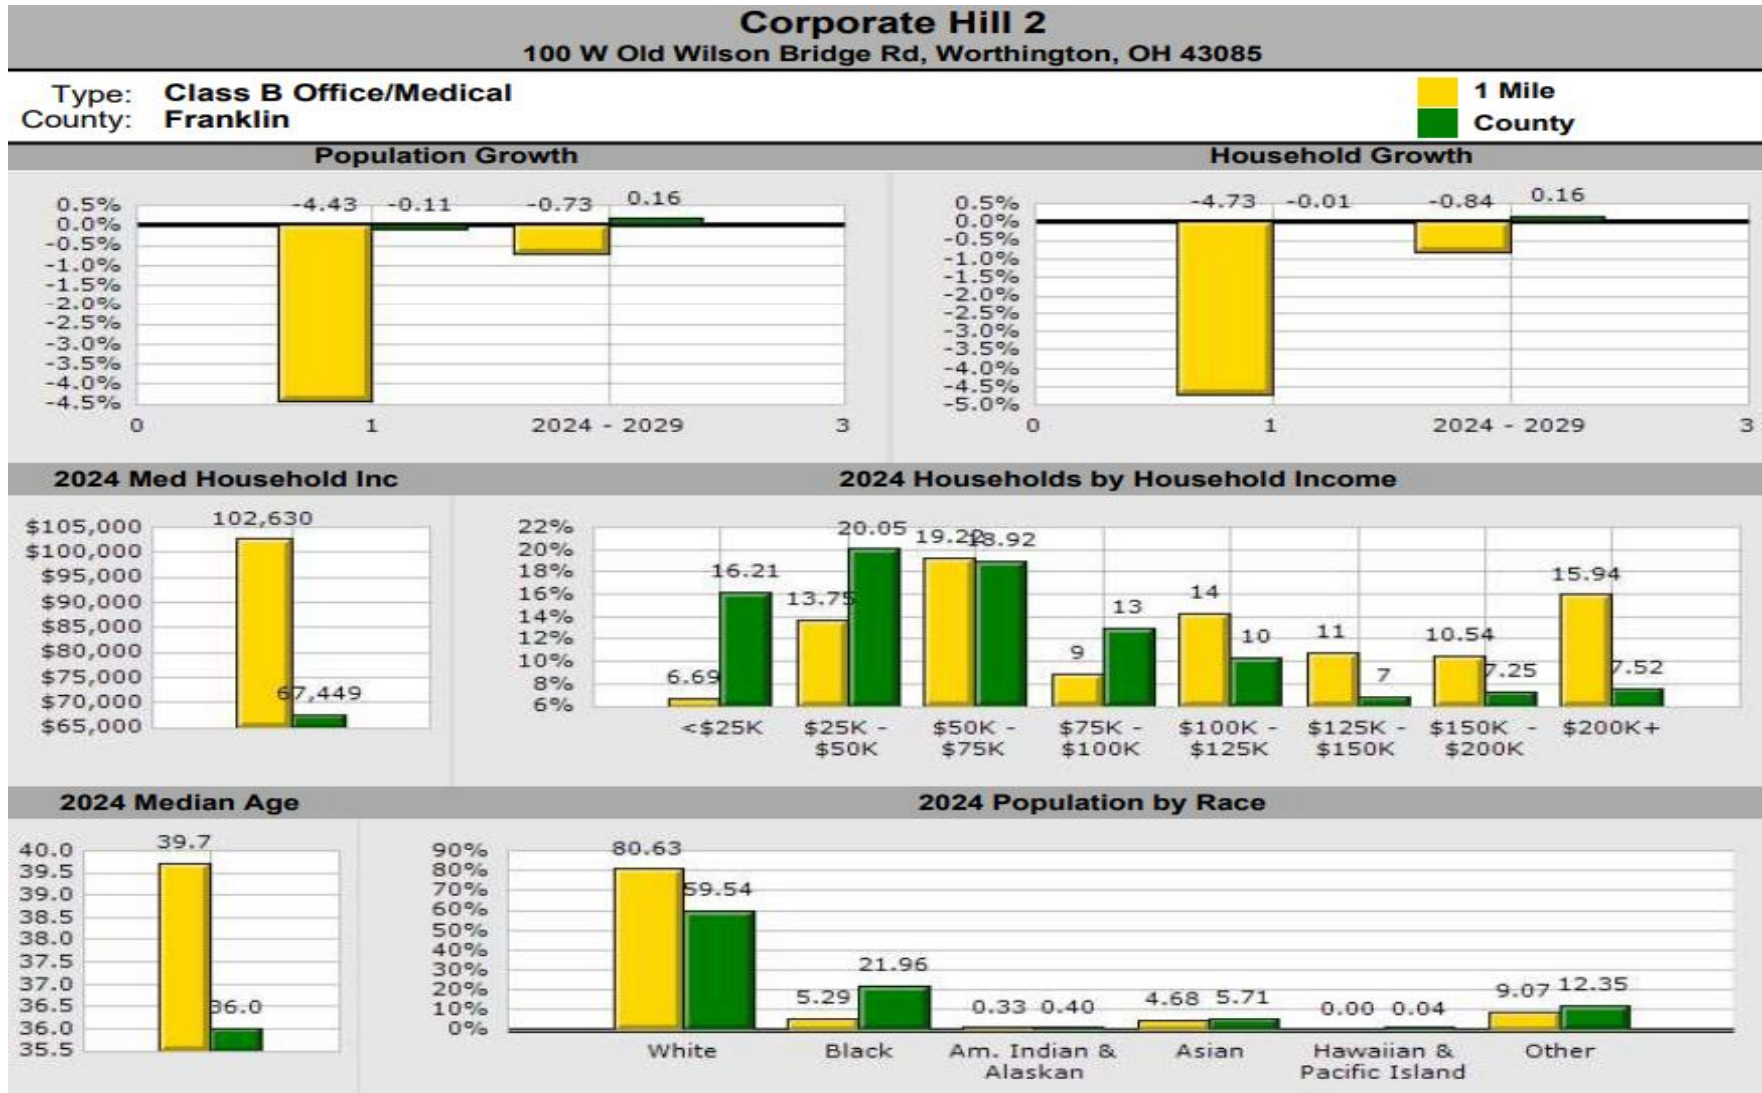 Corporate Hill 2
100 W Old Wilson Bridge Rd, Worthington, OH 43085
Type: Class B Office/Medical
County: Franklin
1 Mile
County
Population Growth
0.5%
0.0%
-0.5%
-1.0%
-1.5%
-2.0%
-2.5%
-3.0%
-3.5%
-4.0%
-4.5%
-4.43 -0.11 -0.73 0.16
0 1 2024 - 2029 3
Household Growth
0.5%
0.0%
-0.5%
-1.0%
-1.5%
-2.0%
-2.5%
-3.0%
-3.5%
-4.0%
-4.5%
-5.0%
-4.73 -0.01 -0.84 0.16
0 1 2024 - 2029 3
2024 Med Household Inc
$105,000
$100,000
$95,000
$90,000
$85,000
$80,000
$75,000
$70,000
$65,000
102,630
67,449
2024 Households by Household Income
22%
20%
18%
16%
14%
12%
10%
8%
6%
6.69 16.21 13.75 20.05 19.22 18.92 9 13 14 10 11 7 10.54 7.25 15.94 7.52
<$25K $25K - $50K - $75K - $100K - $125K - $150K - $200K+
$50K $75K $100K $125K $150K $200K
2024 Median Age
40.0
39.5
39.0
38.5
38.0
37.5
37.0
36.5
36.0
35.5
39.7
36.0
2024 Population by Race
90%
80%
70%
60%
50%
40%
30%
20%
10%
0%
80.63 59.54 5.29 21.96 0.33 0.40 4.68 5.71 0.00 0.04 9.07 12.35
White Black Am. Indian & Asian Hawaiian & Other
Alaskan Pacific Island